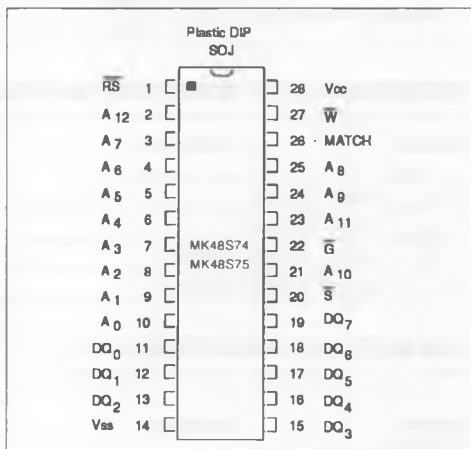 Plastic DIP
SOJ
R̅S̅ 1 28 Vcc
A12 2 27 W̅
A7 3 26 · MATCH
A6 4 25 A8
A5 5 24 A9
A4 6 23 A11
A3 7 MK48S74 22 G̅
A2 8 MK48S75 21 A10
A1 9 20 S̅
A0 10 19 DQ7
DQ0 11 18 DQ6
DQ1 12 17 DQ5
DQ2 13 16 DQ4
Vss 14 15 DQ3